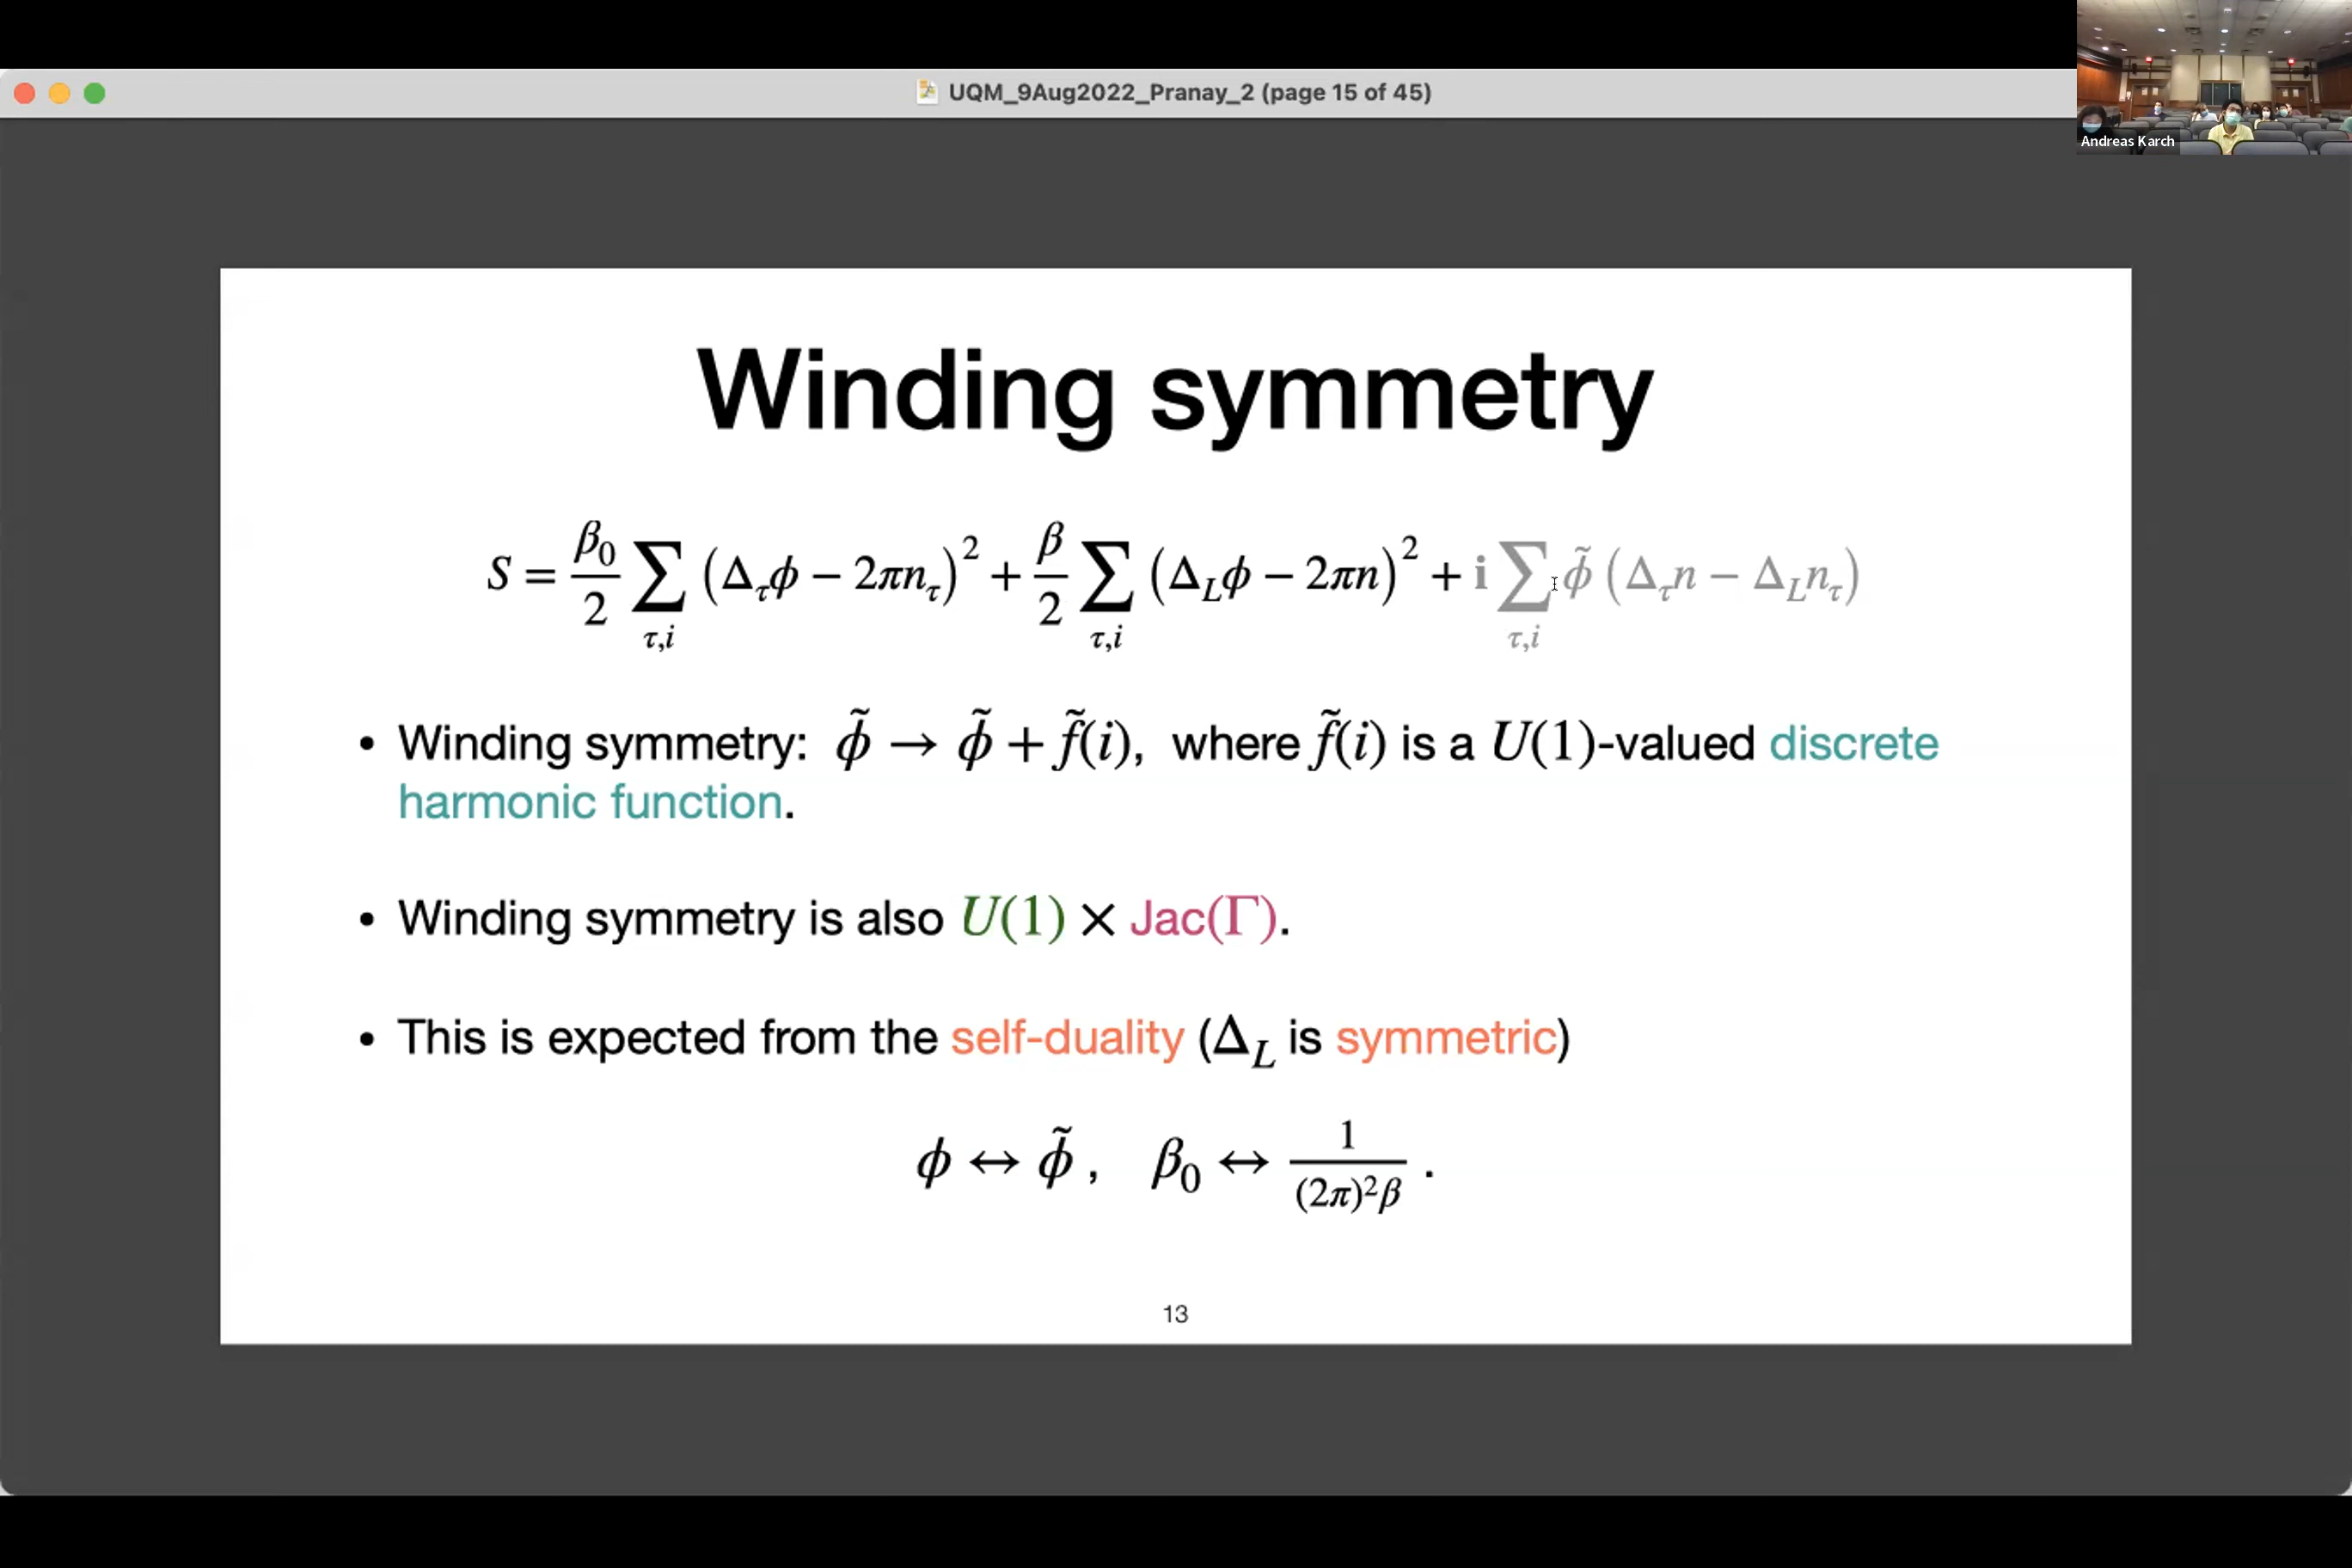 UQM_9Aug2022_Pranay_2 (page 15 of 45)
Andreas Karch
Winding symmetry
S = β₀/2 ∑_{τ,i} (Δ_τϕ − 2πn_τ)² + β/2 ∑_{τ,i} (Δ_Lϕ − 2πn)² + i ∑_{τ,i} ϕ̃ (Δ_τn − Δ_Ln_τ)
• Winding symmetry: ϕ̃ → ϕ̃ + f̃(i), where f̃(i) is a U(1)-valued discrete
harmonic function.
• Winding symmetry is also U(1) × Jac(Γ).
• This is expected from the self-duality (Δ_L is symmetric)
ϕ ↔ ϕ̃ , β₀ ↔ 1/(2π)²β .
13